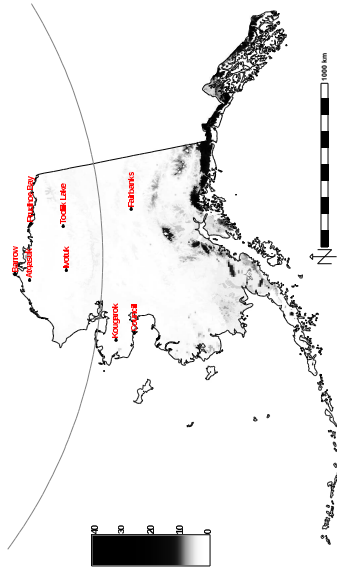 Barrow
Atqasuk
Prudhoe Bay
Toolik Lake
Ivotuk
Fairbanks
Kougarok
Council
1000 km
N
40
30
20
10
0